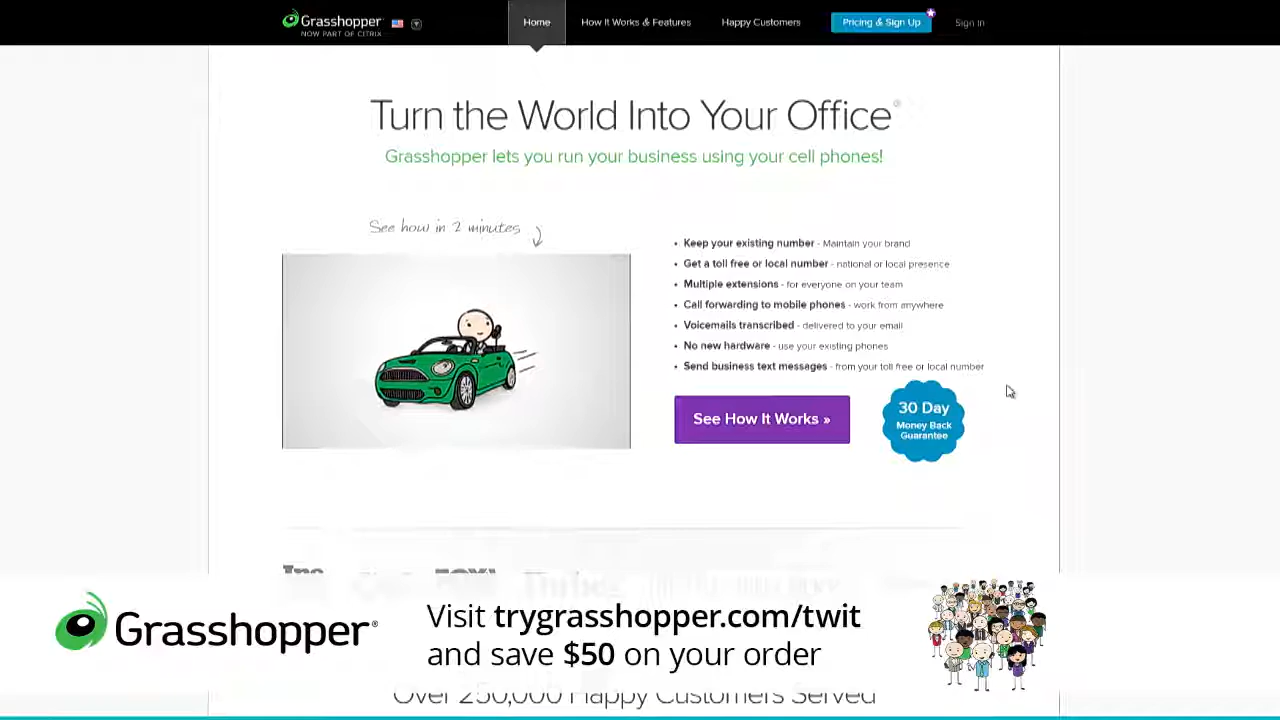 Grasshopper
NOW PART OF CITRIX
Home
How It Works & Features
Happy Customers
Pricing & Sign Up
Sign In
Turn the World Into Your Office®
Grasshopper lets you run your business using your cell phones!
See how in 2 minutes
• Keep your existing number - Maintain your brand
• Get a toll free or local number - national or local presence
• Multiple extensions - for everyone on your team
• Call forwarding to mobile phones - work from anywhere
• Voicemails transcribed - delivered to your email
• No new hardware - use your existing phones
• Send business text messages - from your toll free or local number
See How It Works »
30 Day
Money Back
Guarantee
Grasshopper®
Visit trygrasshopper.com/twit
and save $50 on your order
Over 250,000 Happy Customers Served